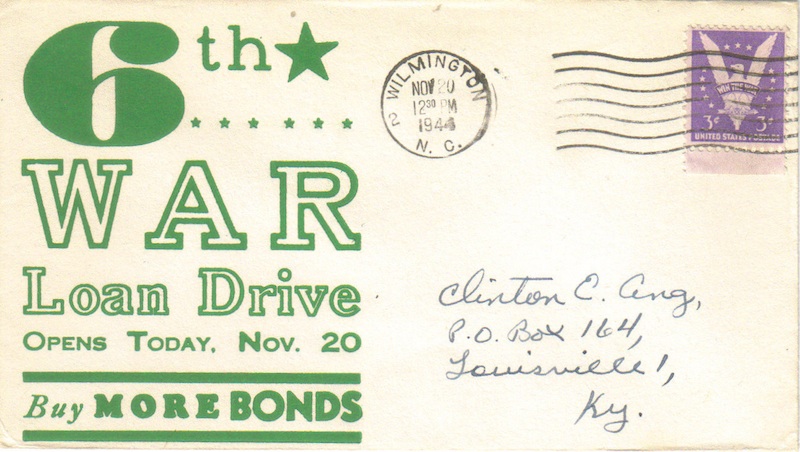 6th
WAR
Loan Drive
OPENS TODAY, NOV. 20
Buy MORE BONDS
WILMINGTON
NOV 20
12 30 PM
1944
2
N. C.
WIN THE WAR
3¢ 3¢
UNITED STATES POSTAGE
Clinton E. Ang,
P.O. Box 164,
Louisville 1,
Ky.